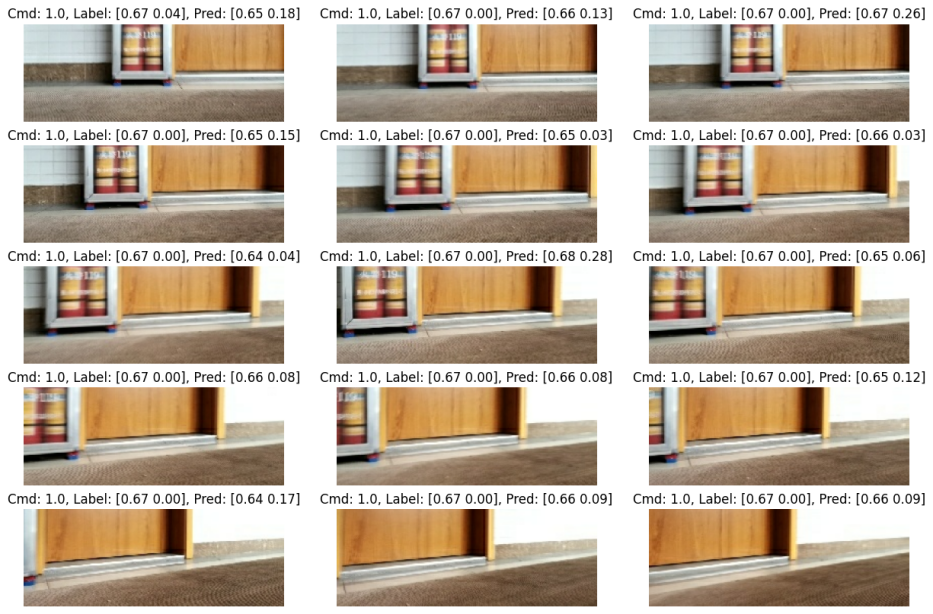 Cmd: 1.0, Label: [0.67 0.04], Pred: [0.65 0.18]
Cmd: 1.0, Label: [0.67 0.00], Pred: [0.66 0.13]
Cmd: 1.0, Label: [0.67 0.00], Pred: [0.67 0.26]
119
119
119
Cmd: 1.0, Label: [0.67 0.00], Pred: [0.65 0.15]
Cmd: 1.0, Label: [0.67 0.00], Pred: [0.65 0.03]
Cmd: 1.0, Label: [0.67 0.00], Pred: [0.66 0.03]
119
Cmd: 1.0, Label: [0.67 0.00], Pred: [0.64 0.04]
Cmd: 1.0, Label: [0.67 0.00], Pred: [0.68 0.28]
Cmd: 1.0, Label: [0.67 0.00], Pred: [0.65 0.06]
119
119
Cmd: 1.0, Label: [0.67 0.00], Pred: [0.66 0.08]
Cmd: 1.0, Label: [0.67 0.00], Pred: [0.66 0.08]
Cmd: 1.0, Label: [0.67 0.00], Pred: [0.65 0.12]
Cmd: 1.0, Label: [0.67 0.00], Pred: [0.64 0.17]
Cmd: 1.0, Label: [0.67 0.00], Pred: [0.66 0.09]
Cmd: 1.0, Label: [0.67 0.00], Pred: [0.66 0.09]